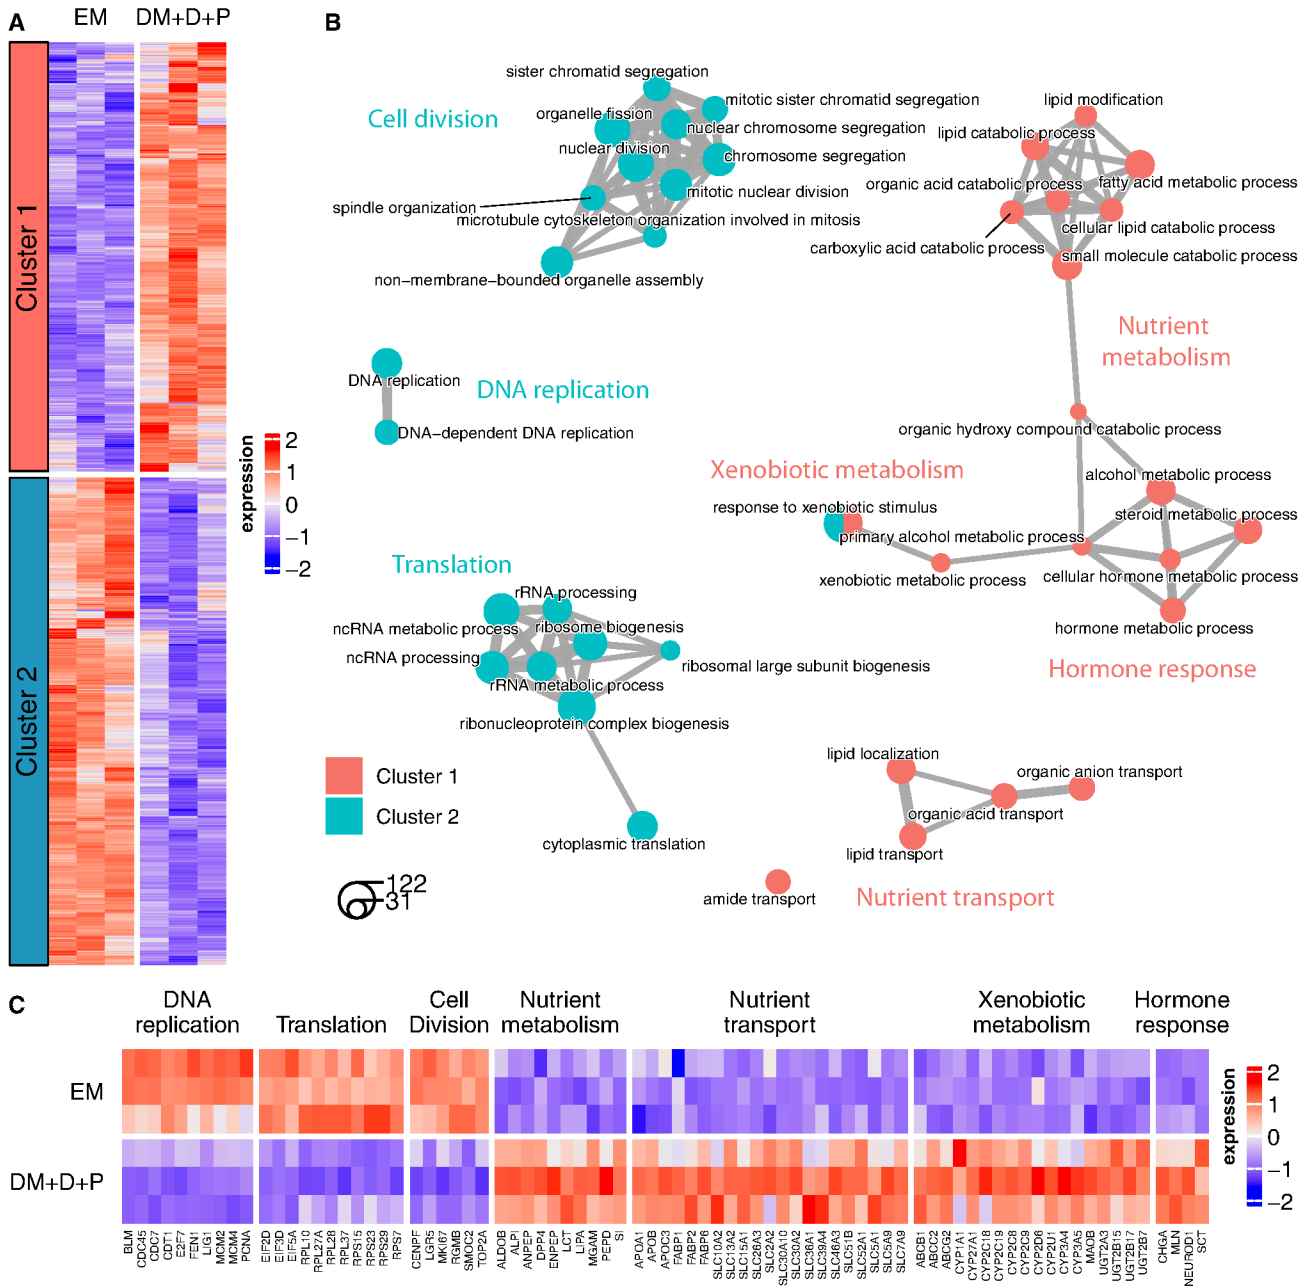 A
EM
DM+D+P
Cluster 1
Cluster 2
expression
2
1
0
−1
−2
B
Cell division
sister chromatid segregation
mitotic sister chromatid segregation
organelle fission
nuclear chromosome segregation
nuclear division
chromosome segregation
mitotic nuclear division
spindle organization
microtubule cytoskeleton organization involved in mitosis
non−membrane−bounded organelle assembly
lipid modification
lipid catabolic process
organic acid catabolic process
fatty acid metabolic process
cellular lipid catabolic process
carboxylic acid catabolic process
small molecule catabolic process
Nutrient
metabolism
DNA replication
DNA replication
DNA−dependent DNA replication
organic hydroxy compound catabolic process
Xenobiotic metabolism
alcohol metabolic process
response to xenobiotic stimulus
steroid metabolic process
primary alcohol metabolic process
xenobiotic metabolic process
cellular hormone metabolic process
hormone metabolic process
Hormone response
Translation
rRNA processing
ncRNA metabolic process
ribosome biogenesis
ncRNA processing
ribosomal large subunit biogenesis
rRNA metabolic process
ribonucleoprotein complex biogenesis
cytoplasmic translation
Cluster 1
Cluster 2
122
31
lipid localization
organic anion transport
organic acid transport
lipid transport
amide transport
Nutrient transport
C
DNA
replication
Translation
Cell
Division
Nutrient
metabolism
Nutrient
transport
Xenobiotic
metabolism
Hormone
response
EM
DM+D+P
expression
2
1
0
−1
−2
BLM
CDC45
CDC7
CDT1
E2F7
FEN1
LIG1
MCM2
MCM4
PCNA
EIF2D
EIF3D
EIF5A
RPL10
RPL27A
RPL28
RPL37
RPS15
RPS23
RPS29
RPS7
CENPF
LGR5
MKI67
RGMB
SMOC2
TOP2A
ALDOB
ALPI
ANPEP
DPP4
ENPEP
LCT
LIPA
MGAM
PEPD
SI
APOA1
APOB
APOC3
FABP1
FABP2
FABP6
SLC10A2
SLC13A2
SLC15A1
SLC26A3
SLC2A2
SLC30A10
SLC30A2
SLC36A1
SLC39A4
SLC46A3
SLC51B
SLC52A1
SLC5A1
SLC5A9
SLC7A9
ABCB1
ABCC2
ABCG2
CYP1A1
CYP27A1
CYP2C18
CYP2C19
CYP2C8
CYP2C9
CYP2D6
CYP2J2
CYP3A4
CYP3A5
MAOB
UGT2A3
UGT2B15
UGT2B17
UGT2B7
CHGA
MLN
NEUROD1
SCT